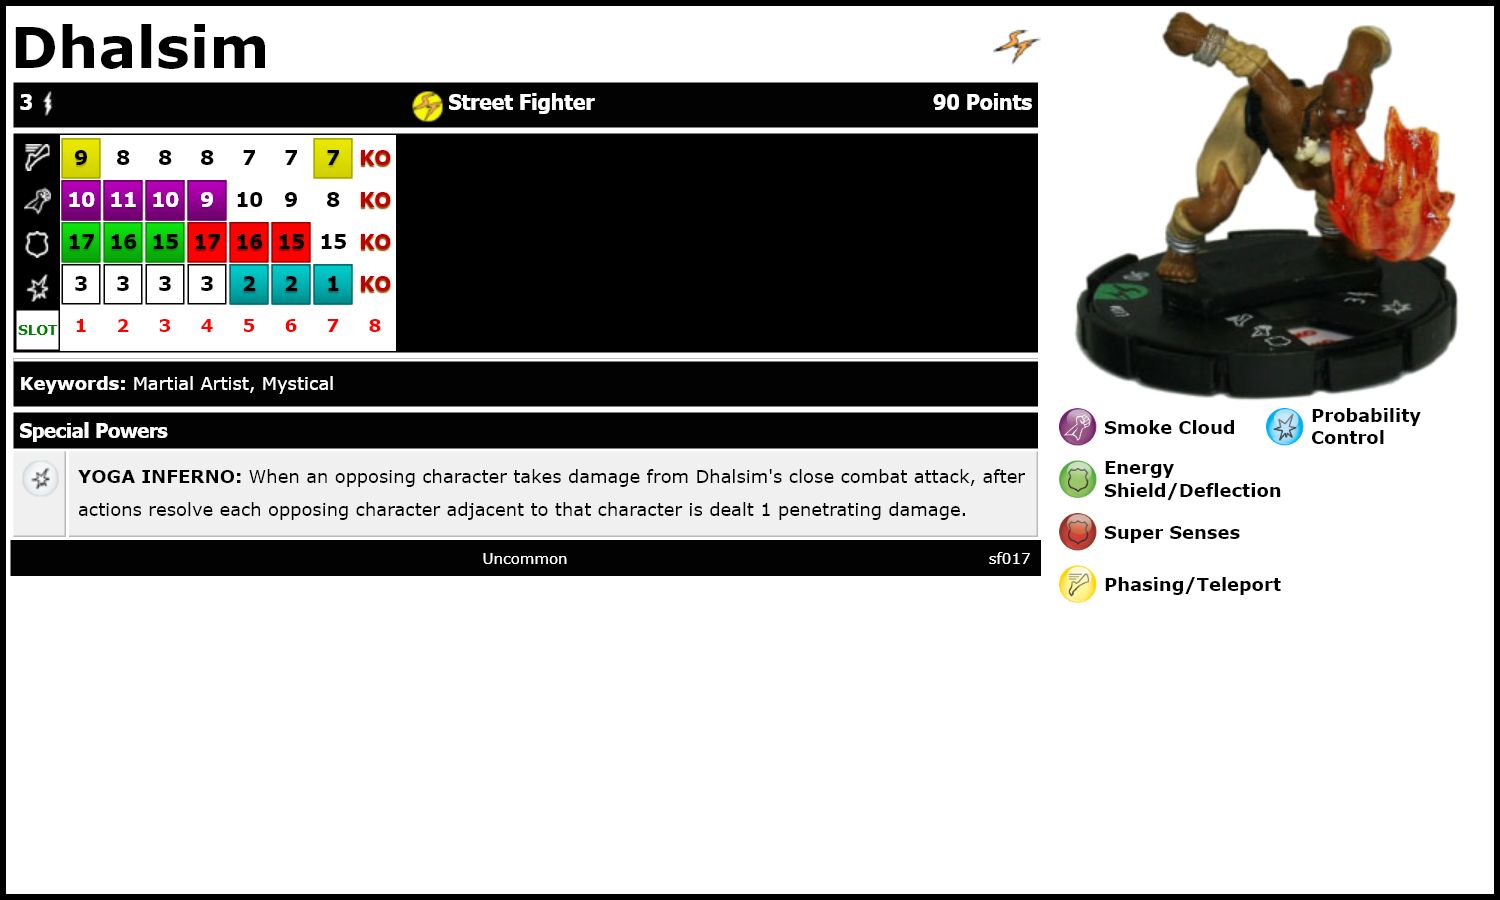 Dhalsim
3 Street Fighter 90 Points
9 8 8 8 7 7 7 KO
10 11 10 9 10 9 8 KO
17 16 15 17 16 15 15 KO
3 3 3 3 2 2 1 KO
SLOT 1 2 3 4 5 6 7 8
Keywords: Martial Artist, Mystical
Special Powers
YOGA INFERNO: When an opposing character takes damage from Dhalsim's close combat attack, after
actions resolve each opposing character adjacent to that character is dealt 1 penetrating damage.
Uncommon sf017
Smoke Cloud
Probability
Control
Energy
Shield/Deflection
Super Senses
Phasing/Teleport